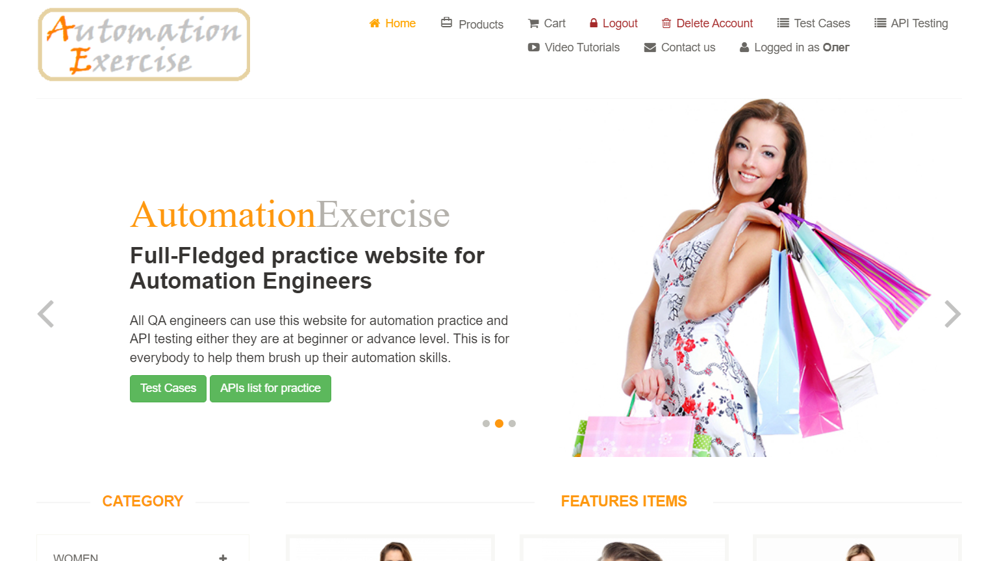 Automation
Exercise
Home
Products
Cart
Logout
Delete Account
Test Cases
API Testing
Video Tutorials
Contact us
Logged in as Олег
AutomationExercise
Full-Fledged practice website for
Automation Engineers
All QA engineers can use this website for automation practice and
API testing either they are at beginner or advance level. This is for
everybody to help them brush up their automation skills.
Test Cases
APIs list for practice
CATEGORY
FEATURES ITEMS
WOMEN